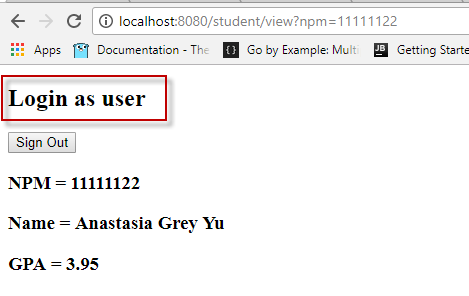 localhost:8080/student/view?npm=11111122
Apps Documentation - The Go by Example: Multi Getting Started
Login as user
Sign Out
NPM = 11111122
Name = Anastasia Grey Yu
GPA = 3.95